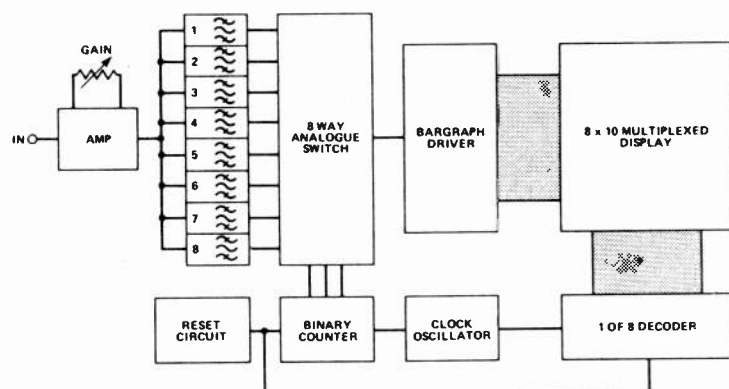 GAIN
IN
AMP
1
2
3
4
5
6
7
8
8 WAY
ANALOGUE
SWITCH
BARGRAPH
DRIVER
8 x 10 MULTIPLEXED
DISPLAY
RESET
CIRCUIT
BINARY
COUNTER
CLOCK
OSCILLATOR
1 OF 8 DECODER